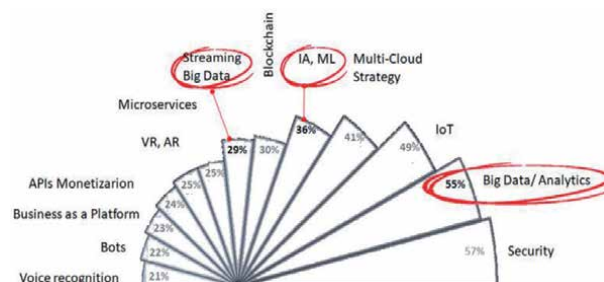 Streaming
Big Data
Blockchain
IA, ML
Multi-Cloud
Strategy
Microservices
VR, AR
APIs Monetizarion
Business as a Platform
Bots
Voice recognition
IoT
Big Data/ Analytics
Security
21%
22%
23%
24%
25%
25%
29%
30%
36%
41%
49%
55%
57%